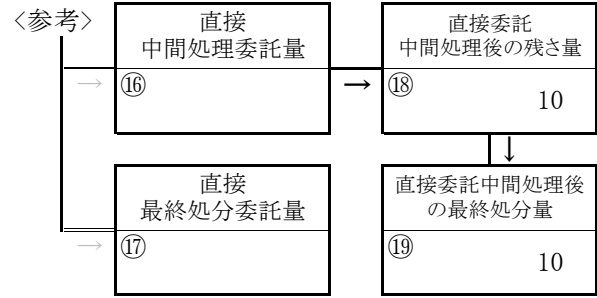 〈参考〉
直接
中間処理委託量
→
⑯
→
直接委託
中間処理後の残さ量
⑱
10
↓
直接
最終処分委託量
→
⑰
直接委託中間処理後
の最終処分量
⑲
10